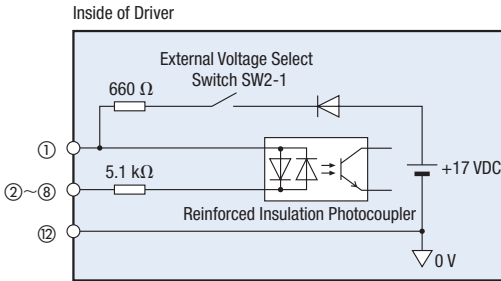 Inside of Driver
External Voltage Select
Switch SW2-1
660 Ω
①
5.1 kΩ
+17 VDC
②～⑧
Reinforced Insulation Photocoupler
⑫
0 V